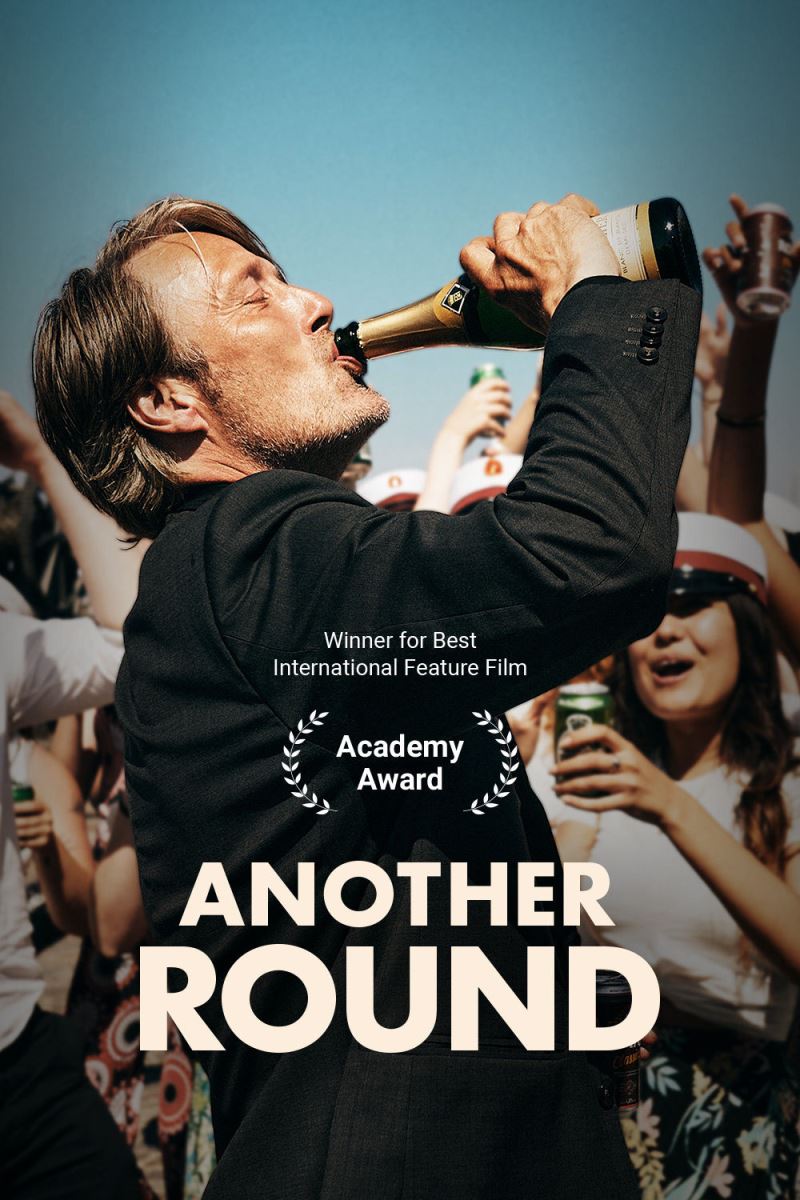 Winner for Best
International Feature Film
Academy
Award
ANOTHER
ROUND